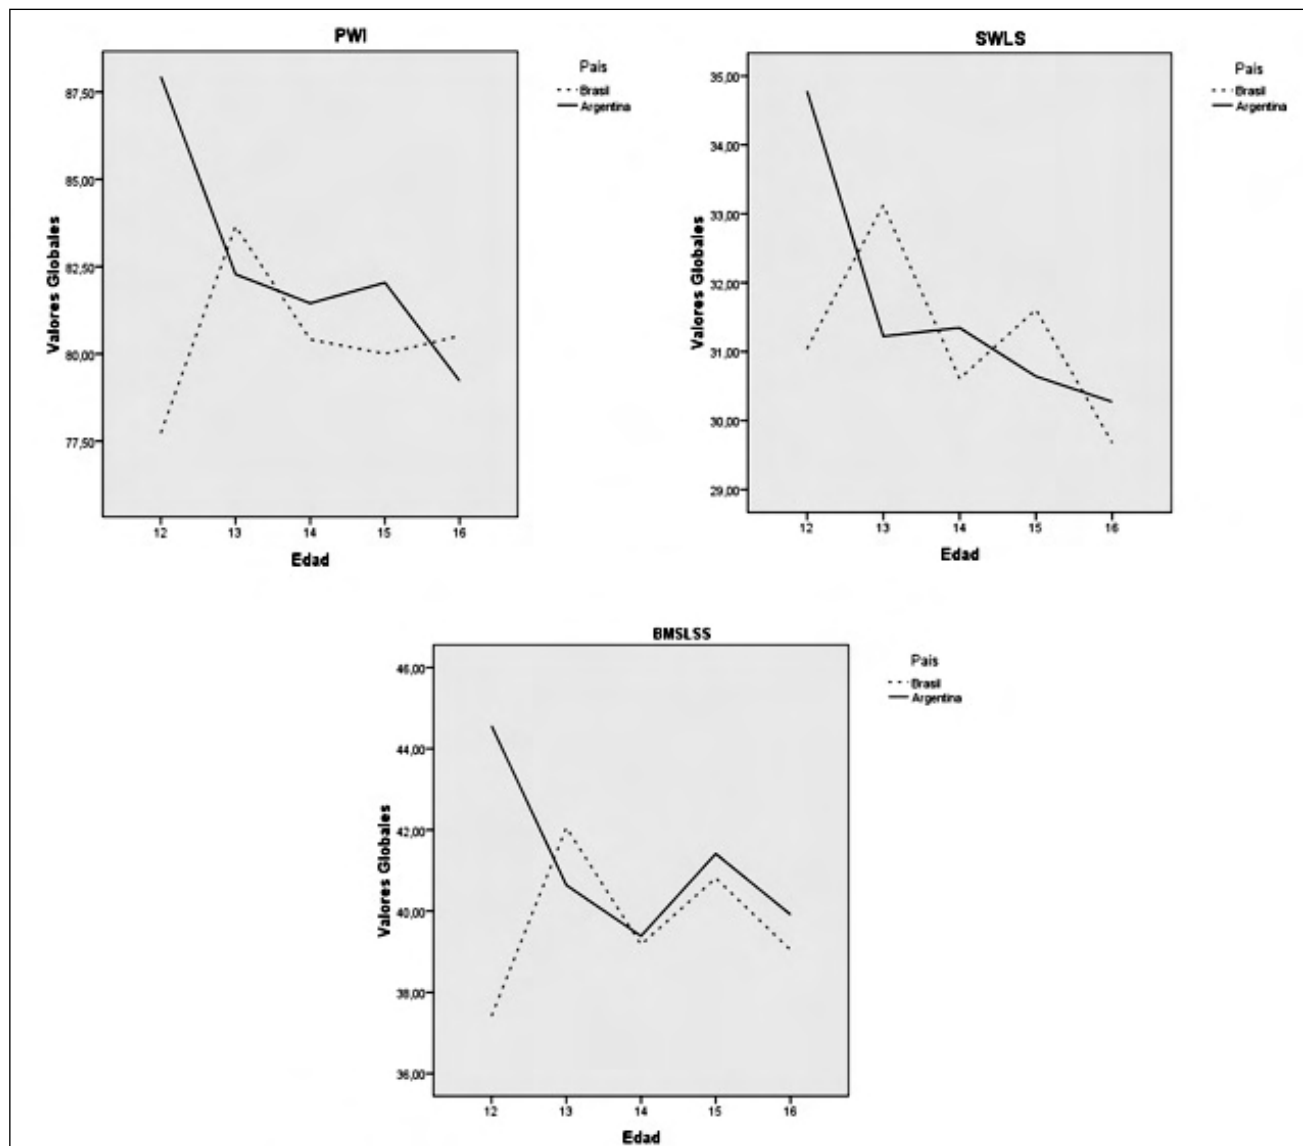 PWI
País
Brasil
Argentina
Valores Globales
87,50
85,00
82,50
80,00
77,50
12 13 14 15 16
Edad
SWLS
País
Brasil
Argentina
Valores Globales
35,00
34,00
33,00
32,00
31,00
30,00
29,00
12 13 14 15 16
Edad
BMSLSS
País
Brasil
Argentina
Valores Globales
46,00
44,00
42,00
40,00
38,00
36,00
12 13 14 15 16
Edad